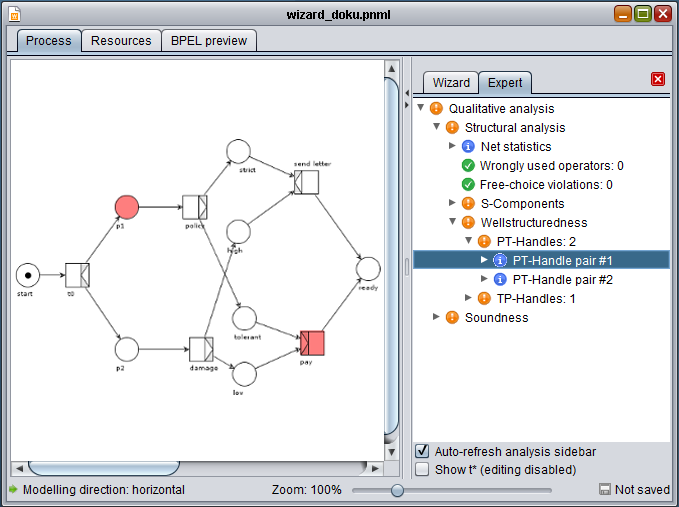 wizard_doku.pnml
Process Resources BPEL preview
Wizard Expert
Qualitative analysis
Structural analysis
Net statistics
Wrongly used operators: 0
Free-choice violations: 0
S-Components
Wellstructuredness
PT-Handles: 2
PT-Handle pair #1
PT-Handle pair #2
TP-Handles: 1
Soundness
strict
send letter
p1
policy
high
start
t0
ready
tolerant
p2
damage
pay
low
Auto-refresh analysis sidebar
Show t* (editing disabled)
Modelling direction: horizontal
Zoom: 100%
Not saved